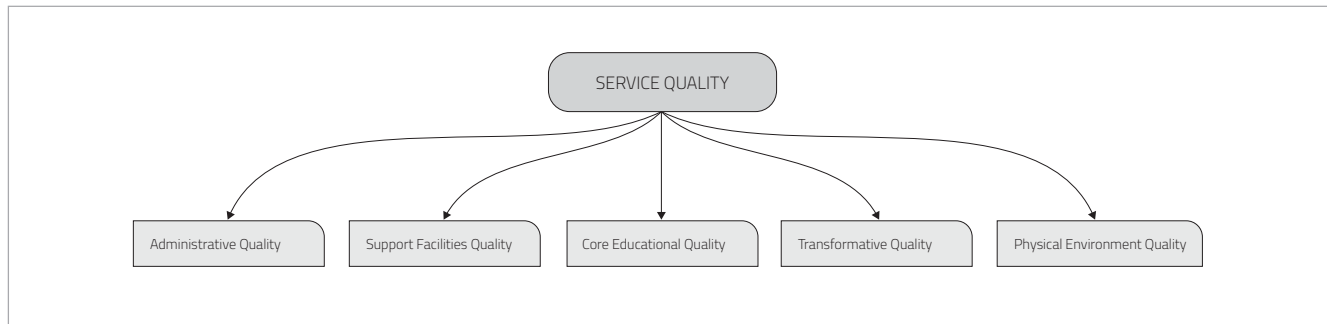 SERVICE QUALITY
Administrative Quality
Support Facilities Quality
Core Educational Quality
Transformative Quality
Physical Environment Quality